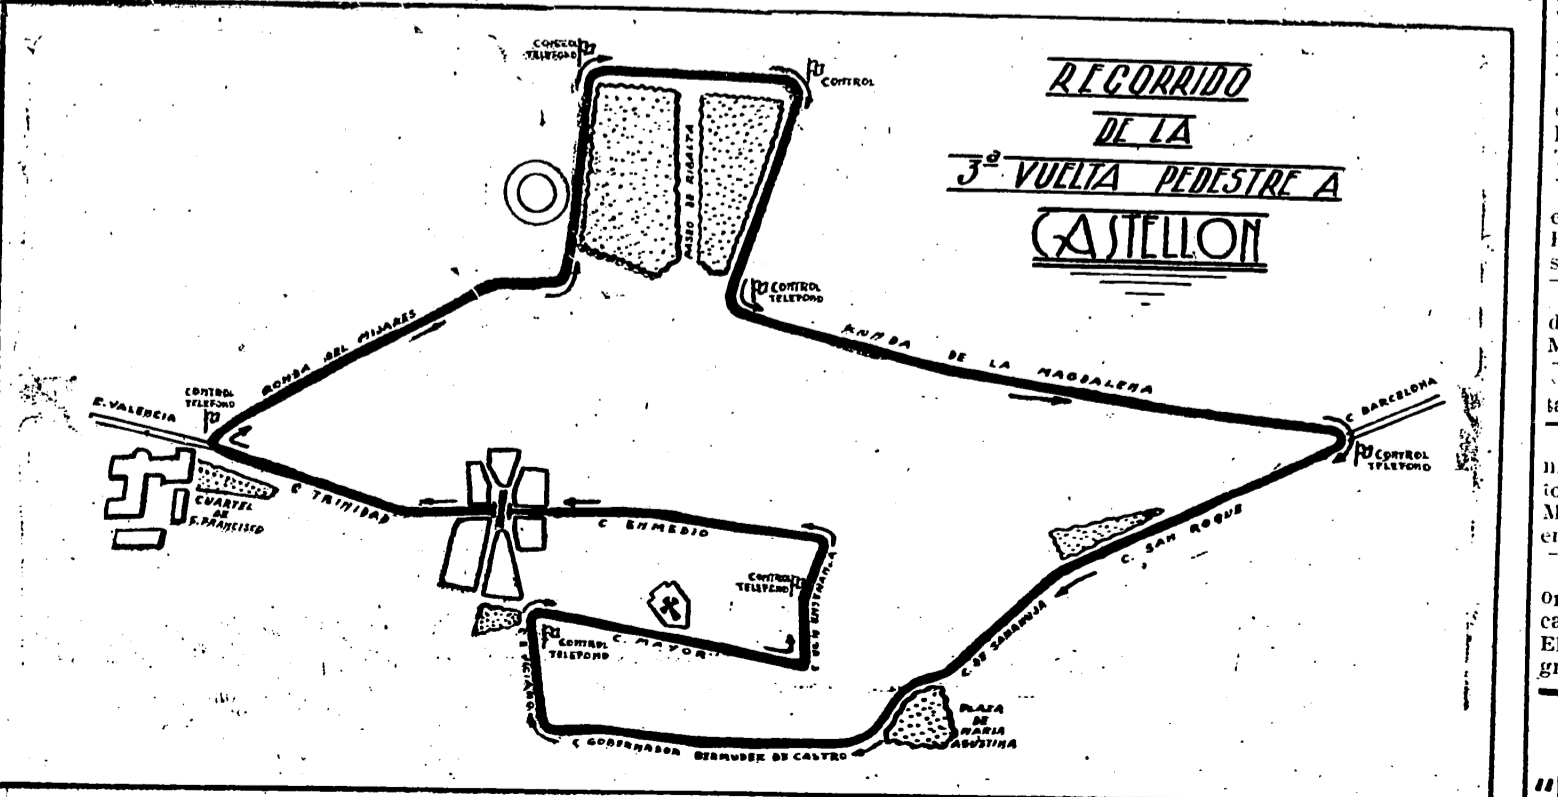 RECORRIDO
DE LA
3ª VUELTA PEDESTRE A
CASTELLON
CONTROL
TELEFONO
CONTROL
PASEO DE RIBALTA
CONTROL
TELEFONO
RONDA DEL MIJARES
DE LA MAGDALENA
C BARCELONA
CONTROL
TELEFONO
E. VALENCIA
CONTROL
TELEFONO
CUARTEL
DE
S. FRANCISCO
C TRINIDAD
C ENMEDIO
C. SAN ROQUE
CONTROL
TELEFONO
C. MAYOR
CONTROL
TELEFONO
C. DE SANAHUJA
PLAZA
DE
MARIA
AGUSTINA
C GOBERNADOR BERMUDEZ DE CASTRO